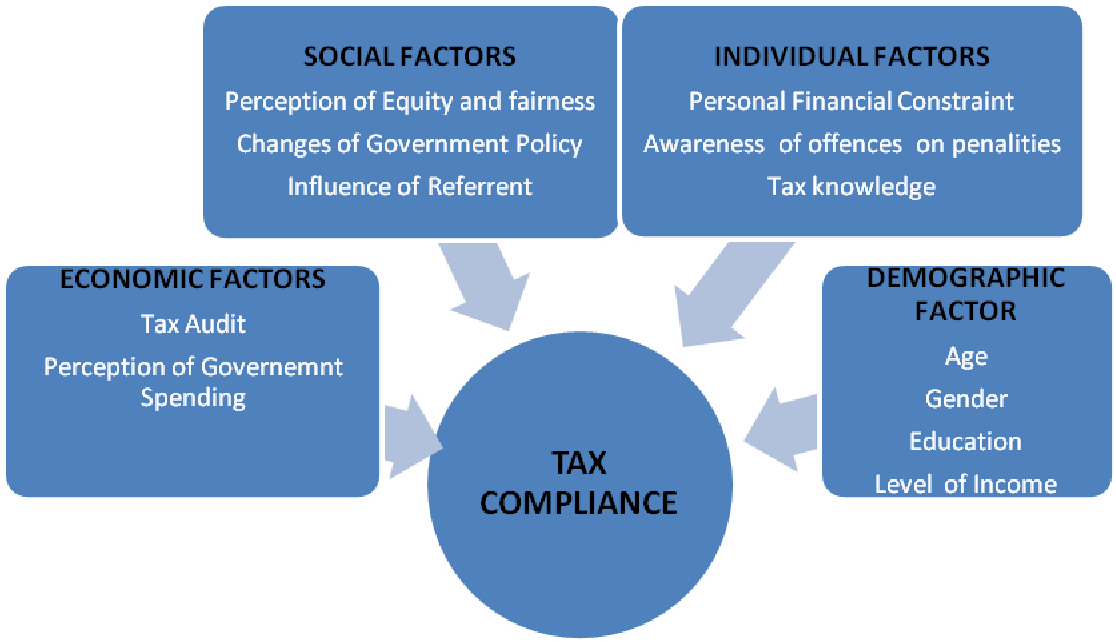 SOCIAL FACTORS
Perception of Equity and fairness
Changes of Government Policy
Influence of Referrent
INDIVIDUAL FACTORS
Personal Financial Constraint
Awareness of offences on penalities
Tax knowledge
ECONOMIC FACTORS
Tax Audit
Perception of Governemnt
Spending
DEMOGRAPHIC
FACTOR
Age
Gender
Education
Level of Income
TAX
COMPLIANCE